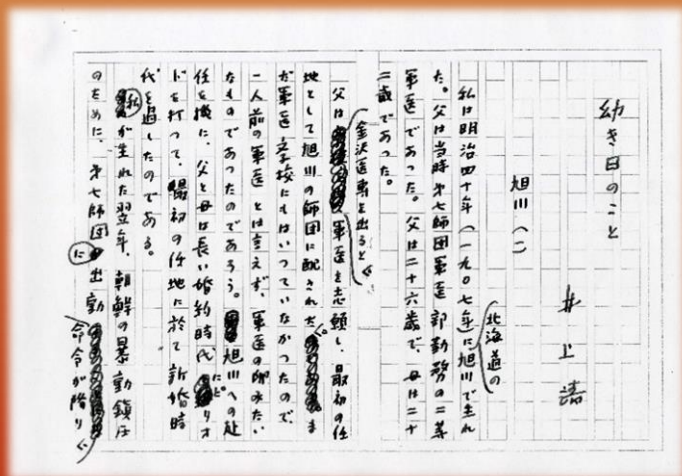 幼き日のこと
井上靖
旭川(一)
北海道の
私は明治四十年(一九〇七年)に旭川で生れ
た。父は当時第七師団軍医部勤務の二等
軍医であった。父は二十六歳で、母は二十
二歳であった。
金沢医専を出ると
父は軍医を志願し、最初の任
地として旭川の師団に配された。ま
だ軍医学校にもはいっていなかったので、
一人前の軍医とは言えず、軍医の卵みたい
なものであったのであろう。旭川への赴
任を機に、父と母は長い婚約時代にピリオ
ドを打って、最初の任地に於て新婚時
代を過したのである。
私が生れた翌年、朝鮮の暴動鎮圧
のために、第七師団に出動
命令が降り